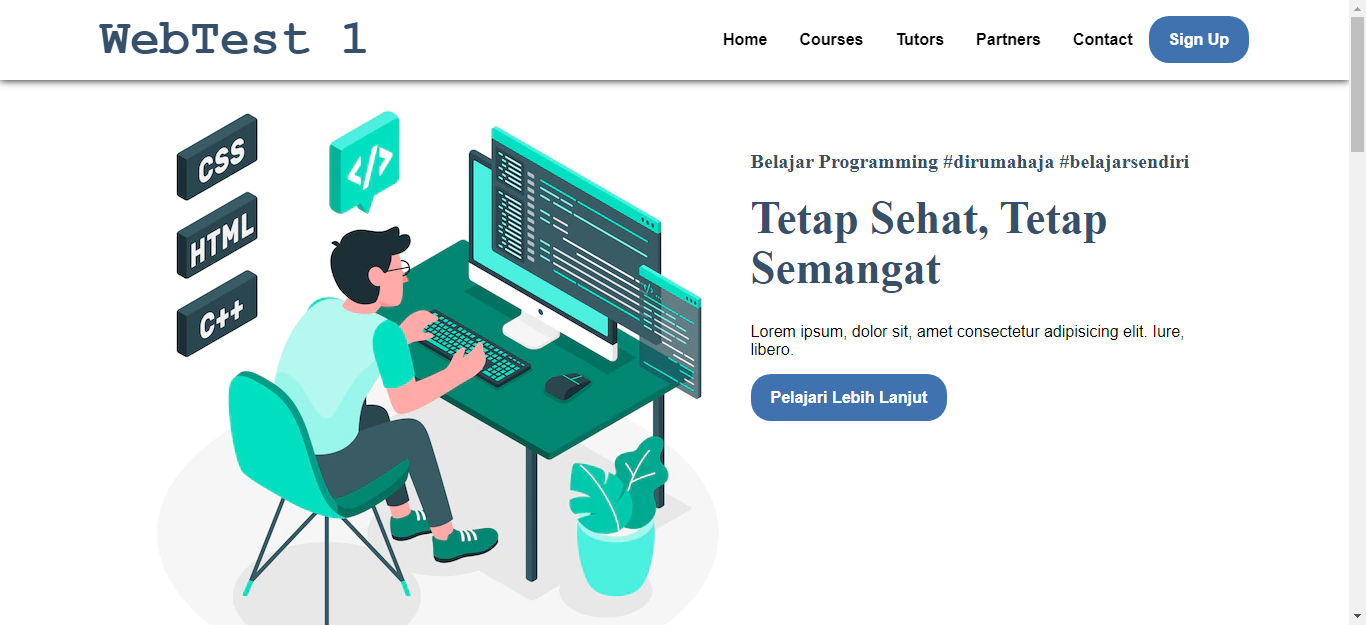 WebTest 1
Home Courses Tutors Partners Contact Sign Up
CSS
</>
HTML
C++
Belajar Programming #dirumahaja #belajarsendiri
Tetap Sehat, Tetap
Semangat
Lorem ipsum, dolor sit, amet consectetur adipisicing elit. Iure,
libero.
Pelajari Lebih Lanjut